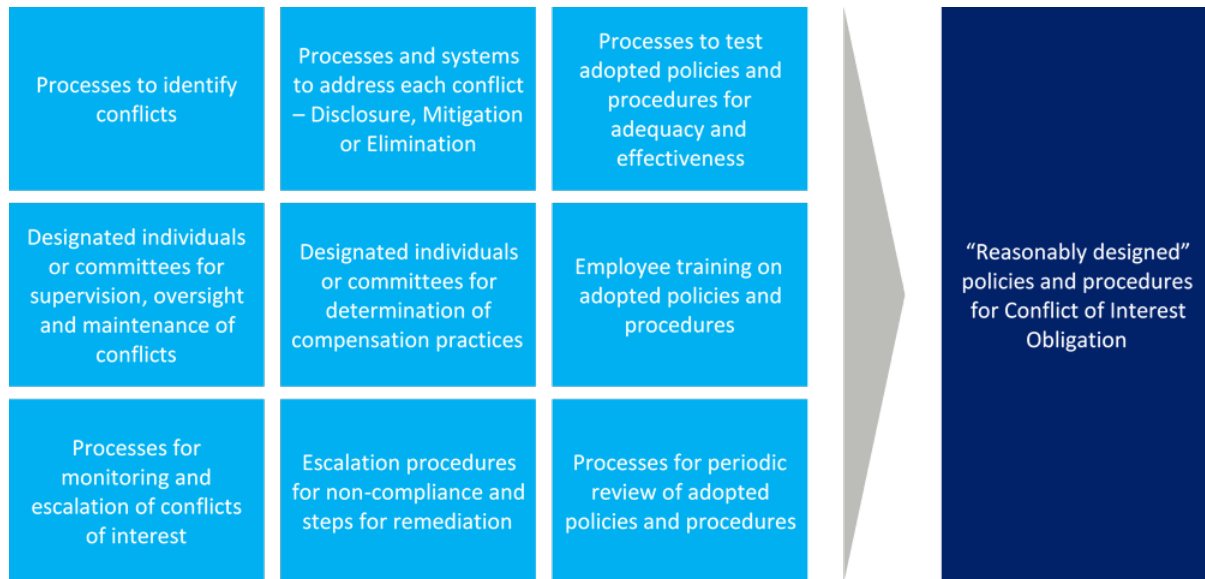 Processes to identify
conflicts
Processes and systems
to address each conflict
– Disclosure, Mitigation
or Elimination
Processes to test
adopted policies and
procedures for
adequacy and
effectiveness
Designated individuals
or committees for
supervision, oversight
and maintenance of
conflicts
Designated individuals
or committees for
determination of
compensation practices
Employee training on
adopted policies and
procedures
Processes for
monitoring and
escalation of conflicts
of interest
Escalation procedures
for non-compliance and
steps for remediation
Processes for periodic
review of adopted
policies and procedures
“Reasonably designed”
policies and procedures
for Conflict of Interest
Obligation